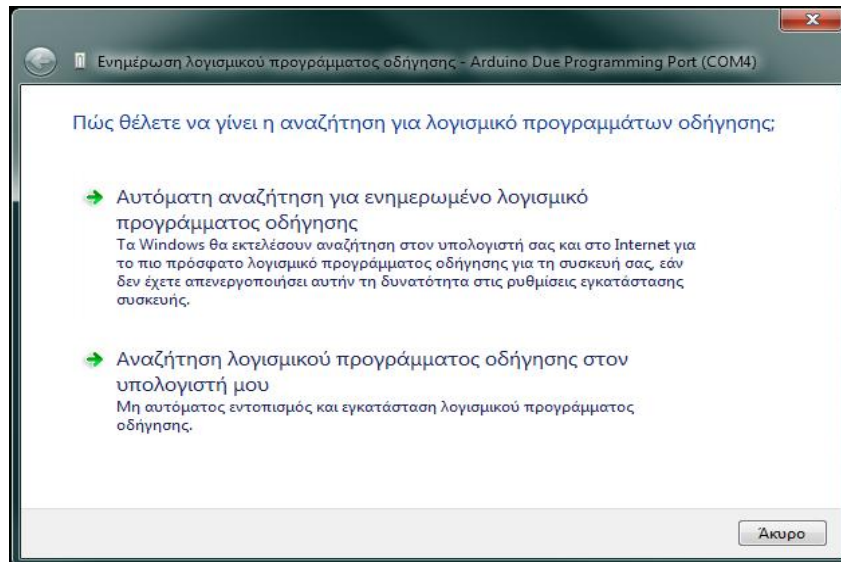 Ενημέρωση λογισμικού προγράμματος οδήγησης - Arduino Due Programming Port (COM4)
Πώς θέλετε να γίνει η αναζήτηση για λογισμικό προγραμμάτων οδήγησης;
Αυτόματη αναζήτηση για ενημερωμένο λογισμικό
προγράμματος οδήγησης
Τα Windows θα εκτελέσουν αναζήτηση στον υπολογιστή σας και στο Internet για
το πιο πρόσφατο λογισμικό προγράμματος οδήγησης για τη συσκευή σας, εάν
δεν έχετε απενεργοποιήσει αυτήν τη δυνατότητα στις ρυθμίσεις εγκατάστασης
συσκευής.
Αναζήτηση λογισμικού προγράμματος οδήγησης στον
υπολογιστή μου
Μη αυτόματος εντοπισμός και εγκατάσταση λογισμικού προγράμματος
οδήγησης.
Άκυρο